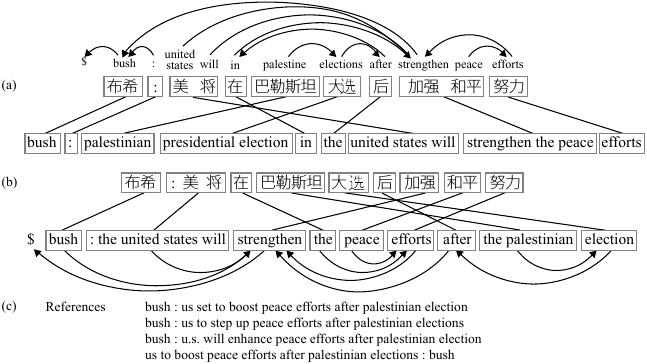 $ bush : united states will in palestine elections after strengthen peace efforts
(a) 布希 : 美 将 在 巴勒斯坦 大选 后 加强 和平 努力
bush : palestinian presidential election in the united states will strengthen the peace efforts
(b) 布希 : 美 将 在 巴勒斯坦 大选 后 加强 和平 努力
$ bush : the united states will strengthen the peace efforts after the palestinian election
(c) References bush : us set to boost peace efforts after palestinian election
bush : us to step up peace efforts after palestinian elections
bush : u.s. will enhance peace efforts after palestinian election
us to boost peace efforts after palestinian elections : bush